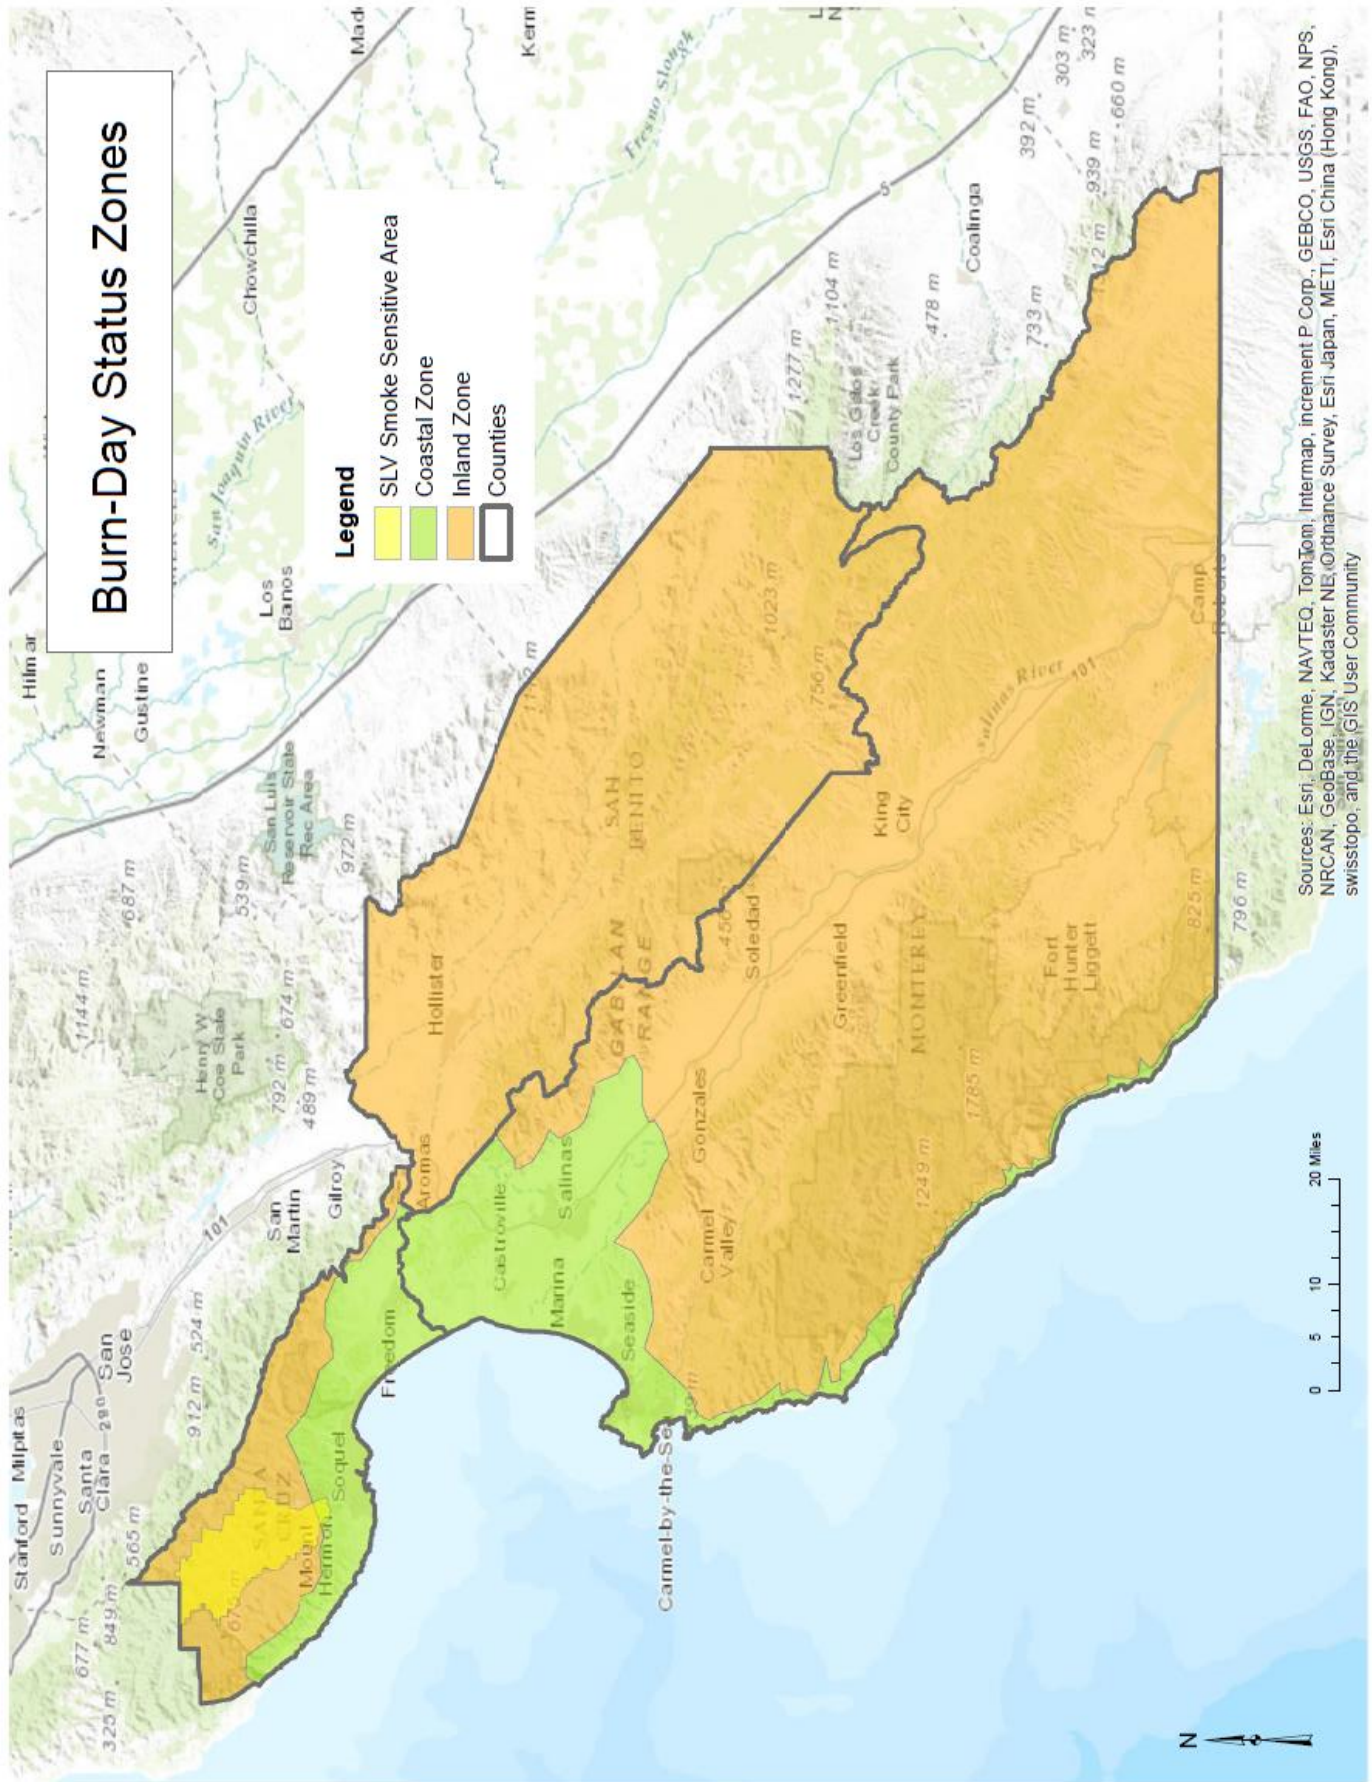 Burn-Day Status Zones
Legend
SLV Smoke Sensitive Area
Coastal Zone
Inland Zone
Counties
Stanford
Milpitas
Sunnyvale
Santa
Clara
280
San
Jose
565 m
849 m
677 m
325 m
912 m
524 m
101
San
Martin
Gilroy
489 m
792 m
674 m
1144 m
Henry W
Coe State
Park
687 m
539 m
San Luis
Reservoir State
Rec Area
972 m
Hilmar
Newman
Gustine
Los
Banos
San Joaquin River
Chowchilla
Mad
Kern
Fresno Slough
5
Coalinga
392 m
303 m
323 m
660 m
939 m
733 m
478 m
1104 m
1277 m
Los Gatos
Creek
County Park
SANTA
CRUZ
Mount
Hermon
Soquel
Freedom
Aromas
Hollister
Castroville
Salinas
Marina
Seaside
Carmel-by-the-Sea
Carmel
Valley
Gonzales
GABILAN
RANGE
SAN
BENITO
1023 m
756 m
Soledad
Greenfield
MONTEREY
King
City
Salinas River
101
Fort
Hunter
Liggett
1785 m
1249 m
825 m
796 m
Camp
Roberts
N
0 5 10 20 Miles
Sources: Esri, DeLorme, NAVTEQ, TomTom, Intermap, increment P Corp., GEBCO, USGS, FAO, NPS,
NRCAN, GeoBase, IGN, Kadaster NL, Ordnance Survey, Esri Japan, METI, Esri China (Hong Kong),
swisstopo, and the GIS User Community